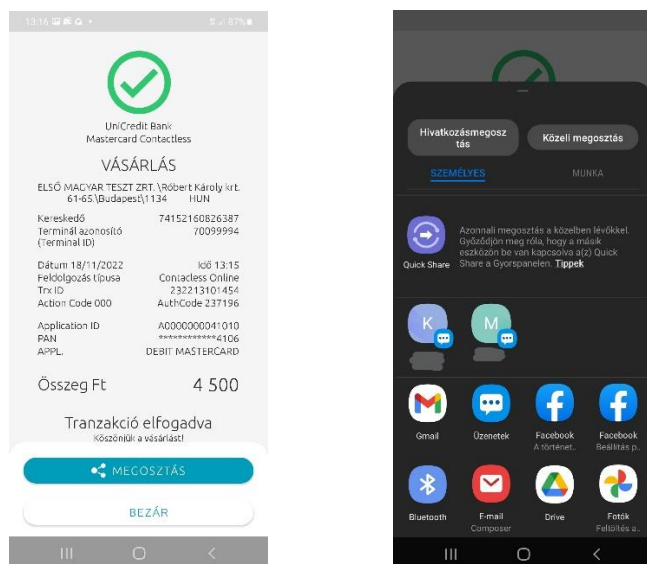 13:16
87%
UniCredit Bank
Mastercard Contactless
VÁSÁRLÁS
ELSŐ MAGYAR TESZT ZRT. \Róbert Károly krt.
61-65.\Budapest\1134 HUN
Kereskedő 74152160826387
Terminál azonosító 70099994
(Terminal ID)
Dátum 18/11/2022 Idő 13:15
Feldolgozás típusa Contactless Online
Trx ID 232213101454
Action Code 000 AuthCode 237196
Application ID A0000000041010
PAN ************4106
APPL. DEBIT MASTERCARD
Összeg Ft 4 500
Tranzakció elfogadva
Köszönjük a vásárlást!
MEGOSZTÁS
BEZÁR
Hivatkozásmegosz
tás
Közeli megosztás
SZEMÉLYES MUNKA
Quick Share
Azonnali megosztás a közelben lévőkkel.
Győződjön meg róla, hogy a másik
eszközön be van kapcsolva a(z) Quick
Share a Gyorspanelen. Tippek
K M
Gmail Üzenetek Facebook Facebook
A történet.. Beállítás p..
Bluetooth E-mail Drive Fotók
Composer Feltöltés a..